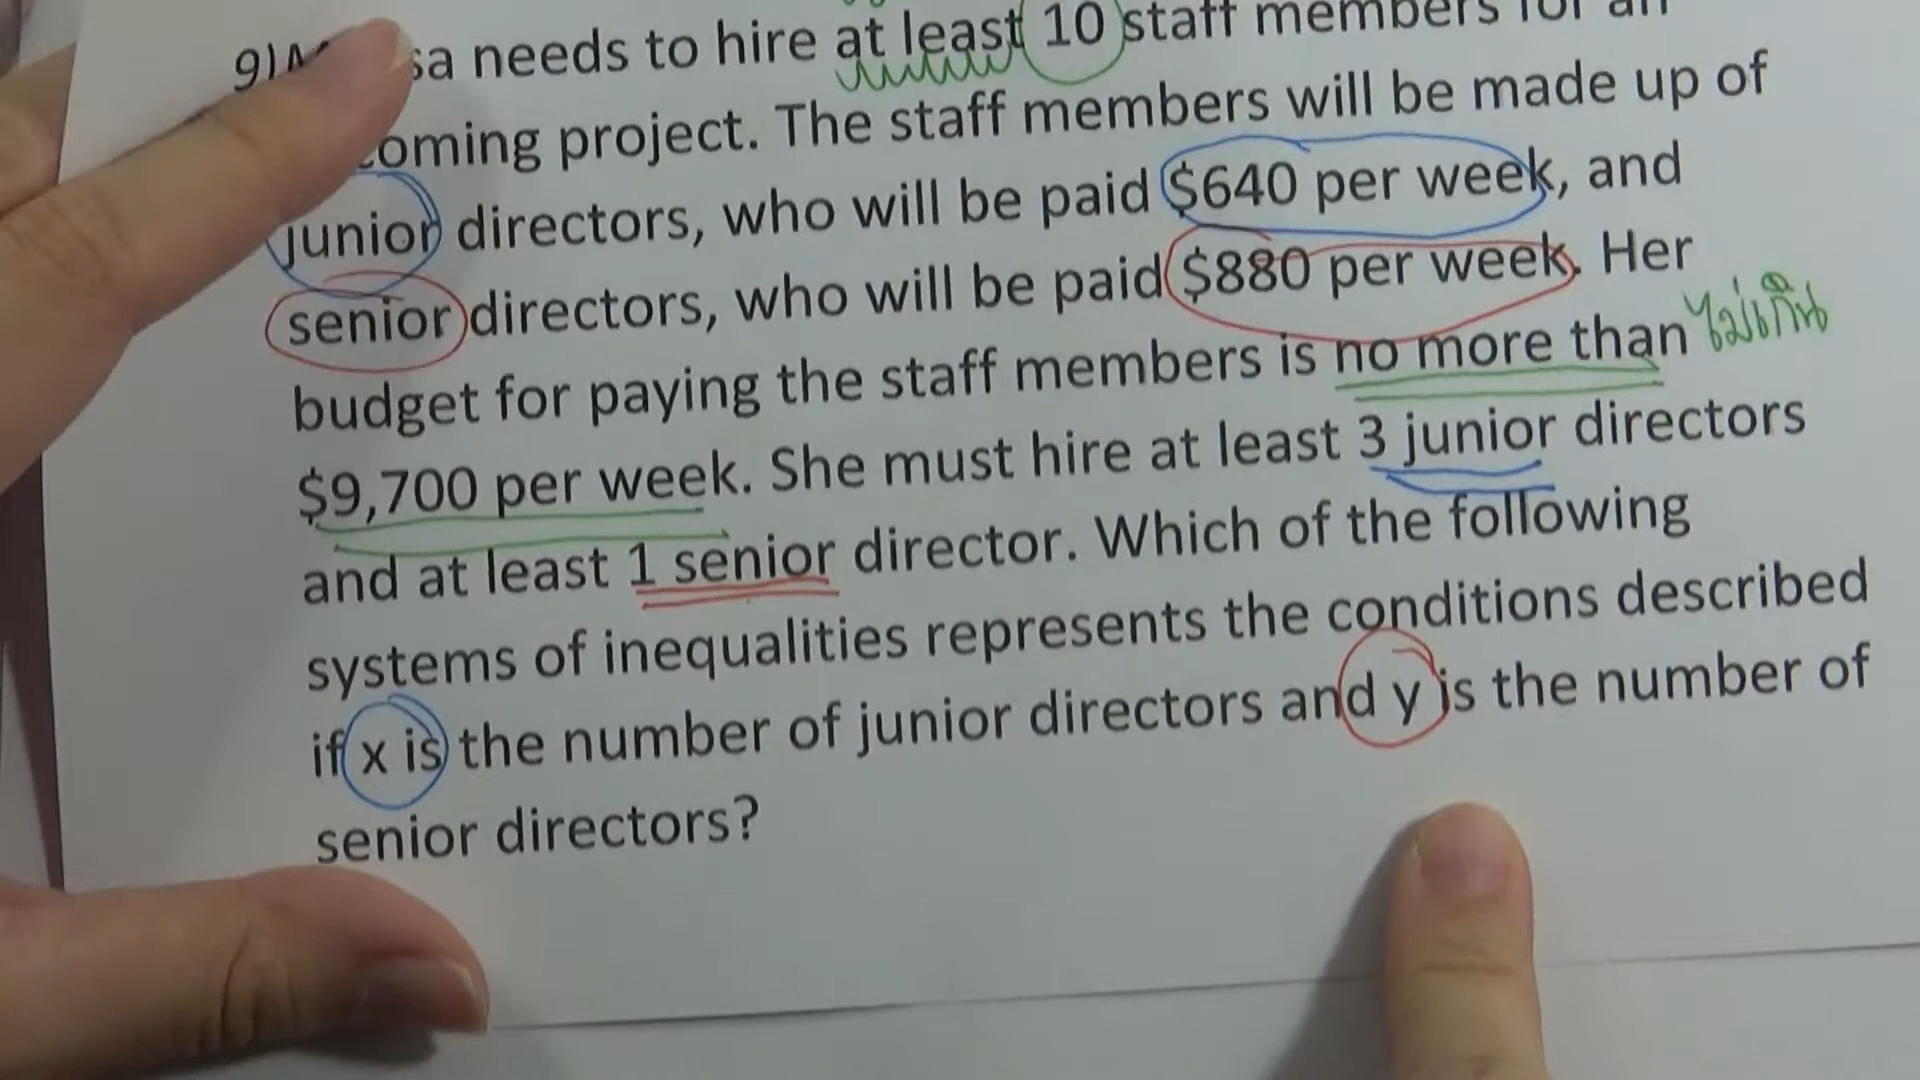 needs to hire at least 10 staff members for an
project. The staff members will be made up of
junior directors, who will be paid $640 per week, and
senior directors, who will be paid $880 per week. Her
budget for paying the staff members is no more than ไม่เกิน
$9,700 per week. She must hire at least 3 junior directors
and at least 1 senior director. Which of the following
systems of inequalities represents the conditions described
if x is the number of junior directors and y is the number of
senior directors?